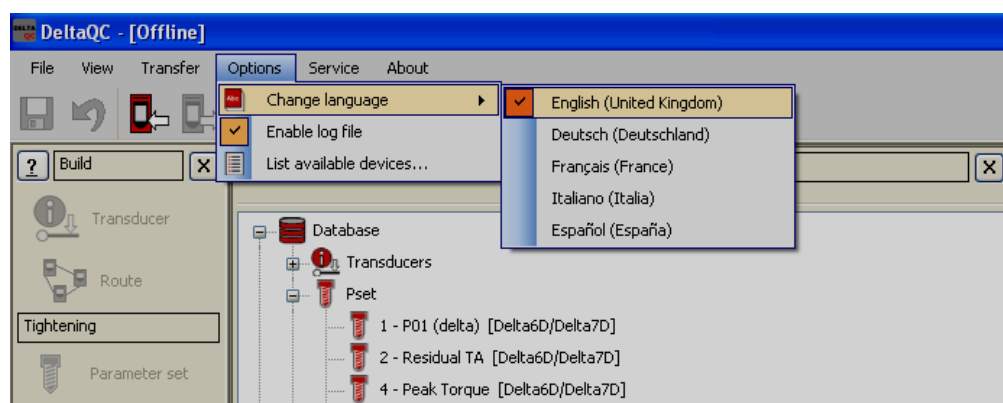 DeltaQC - [Offline]
File View Transfer Options Service About
Change language
Enable log file
List available devices...
English (United Kingdom)
Deutsch (Deutschland)
Français (France)
Italiano (Italia)
Español (España)
? Build X
X
Transducer
Route
Tightening
Parameter set
Database
Transducers
Pset
1 - P01 (delta) [Delta6D/Delta7D]
2 - Residual TA [Delta6D/Delta7D]
4 - Peak Torque [Delta6D/Delta7D]